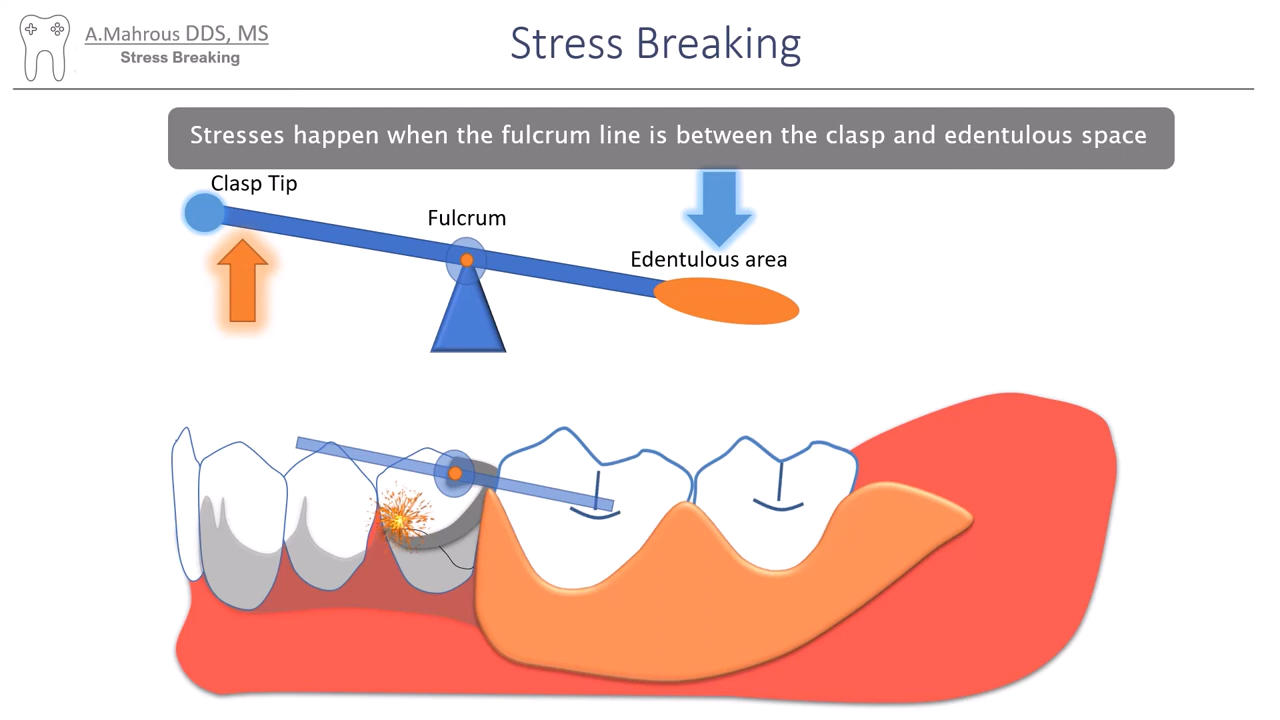 A.Mahrous DDS, MS
Stress Breaking
Stress Breaking
Stresses happen when the fulcrum line is between the clasp and edentulous space
Clasp Tip
Fulcrum
Edentulous area